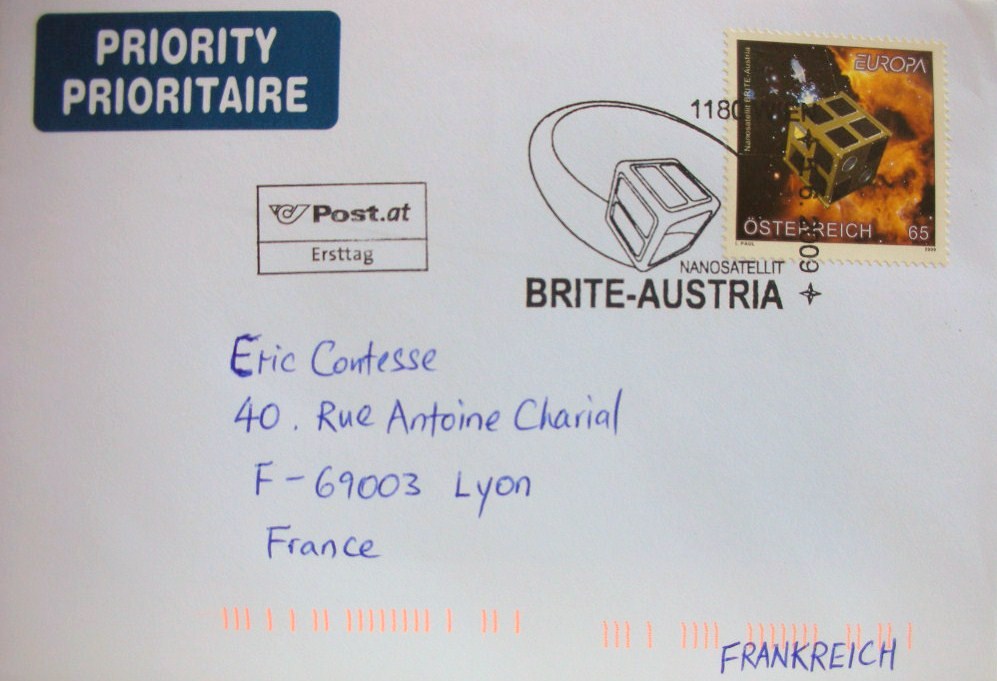 PRIORITY
PRIORITAIRE
EUROPA
Nanosatellit BRITE-Austria
ÖSTERREICH 65
Post.at
Ersttag
NANOSATELLIT
BRITE-AUSTRIA
Eric Contesse
40. Rue Antoine Charial
F-69003 Lyon
France
FRANKREICH